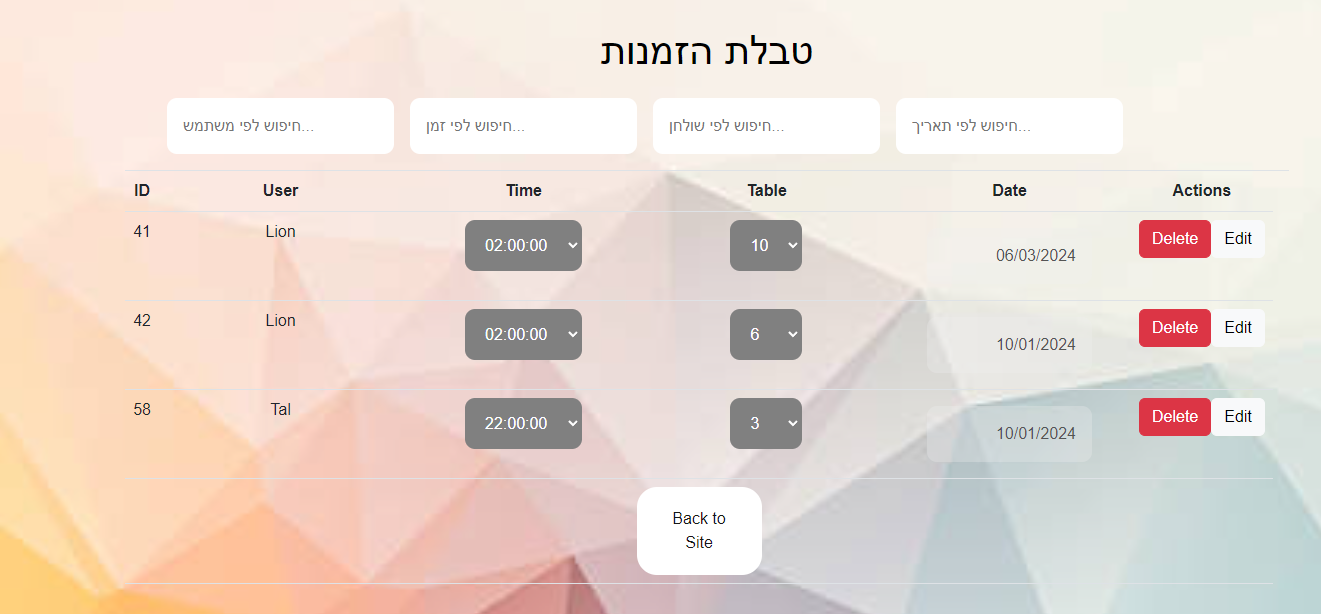 טבלת הזמנות
חיפוש לפי משתמש... חיפוש לפי זמן... חיפוש לפי שולחן... חיפוש לפי תאריך...
ID User Time Table Date Actions
41 Lion 02:00:00 10 06/03/2024 Delete Edit
42 Lion 02:00:00 6 10/01/2024 Delete Edit
58 Tal 22:00:00 3 10/01/2024 Delete Edit
Back to
Site